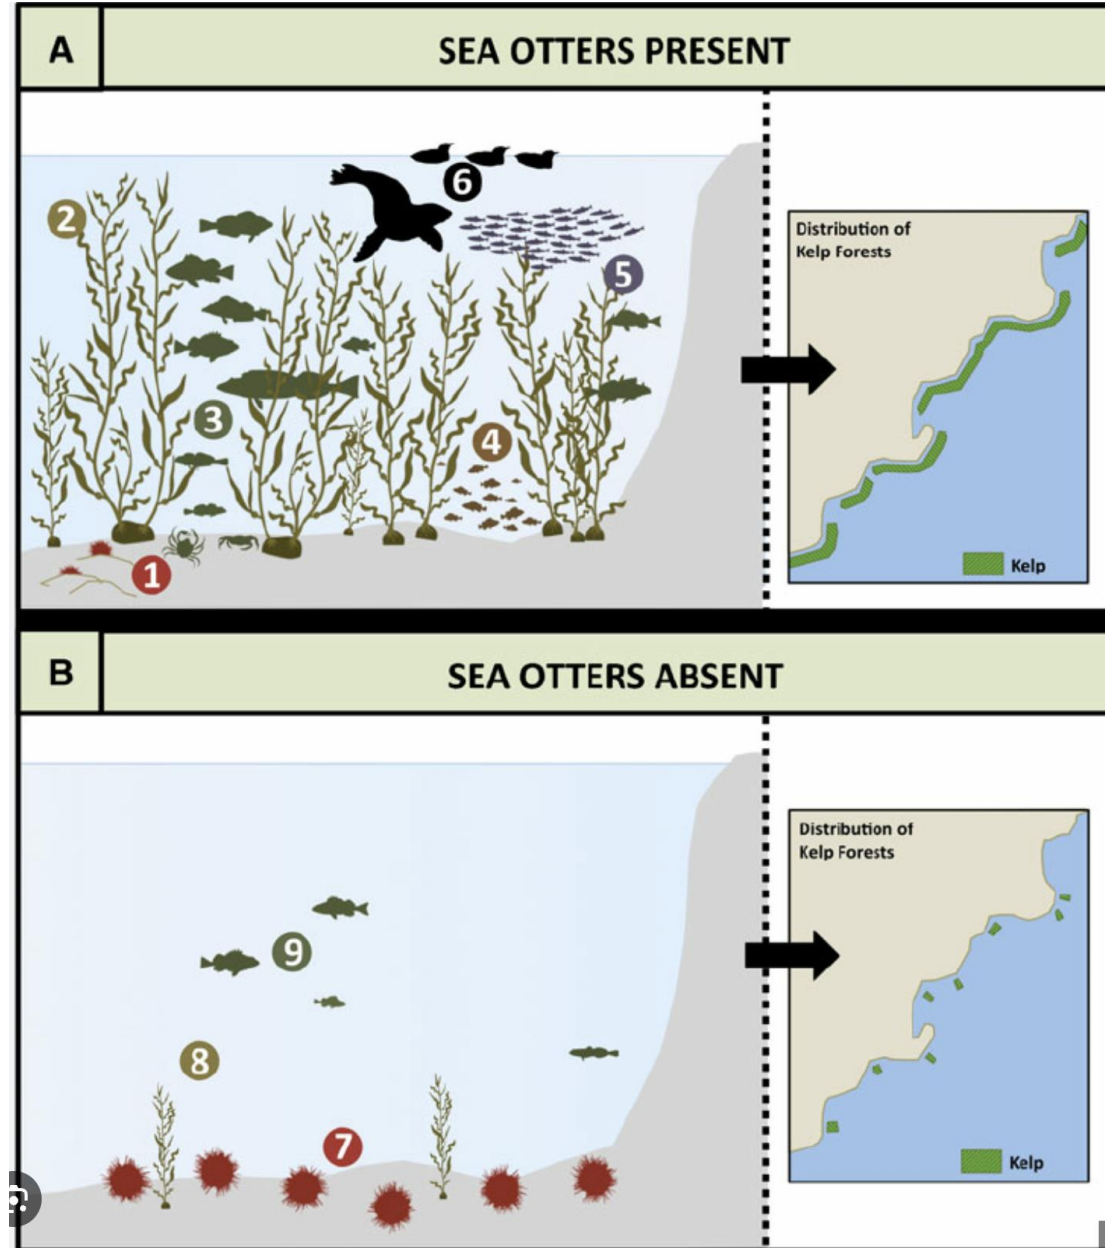 A
SEA OTTERS PRESENT
2
6
5
3
4
1
Distribution of
Kelp Forests
Kelp
B
SEA OTTERS ABSENT
9
8
7
Distribution of
Kelp Forests
Kelp